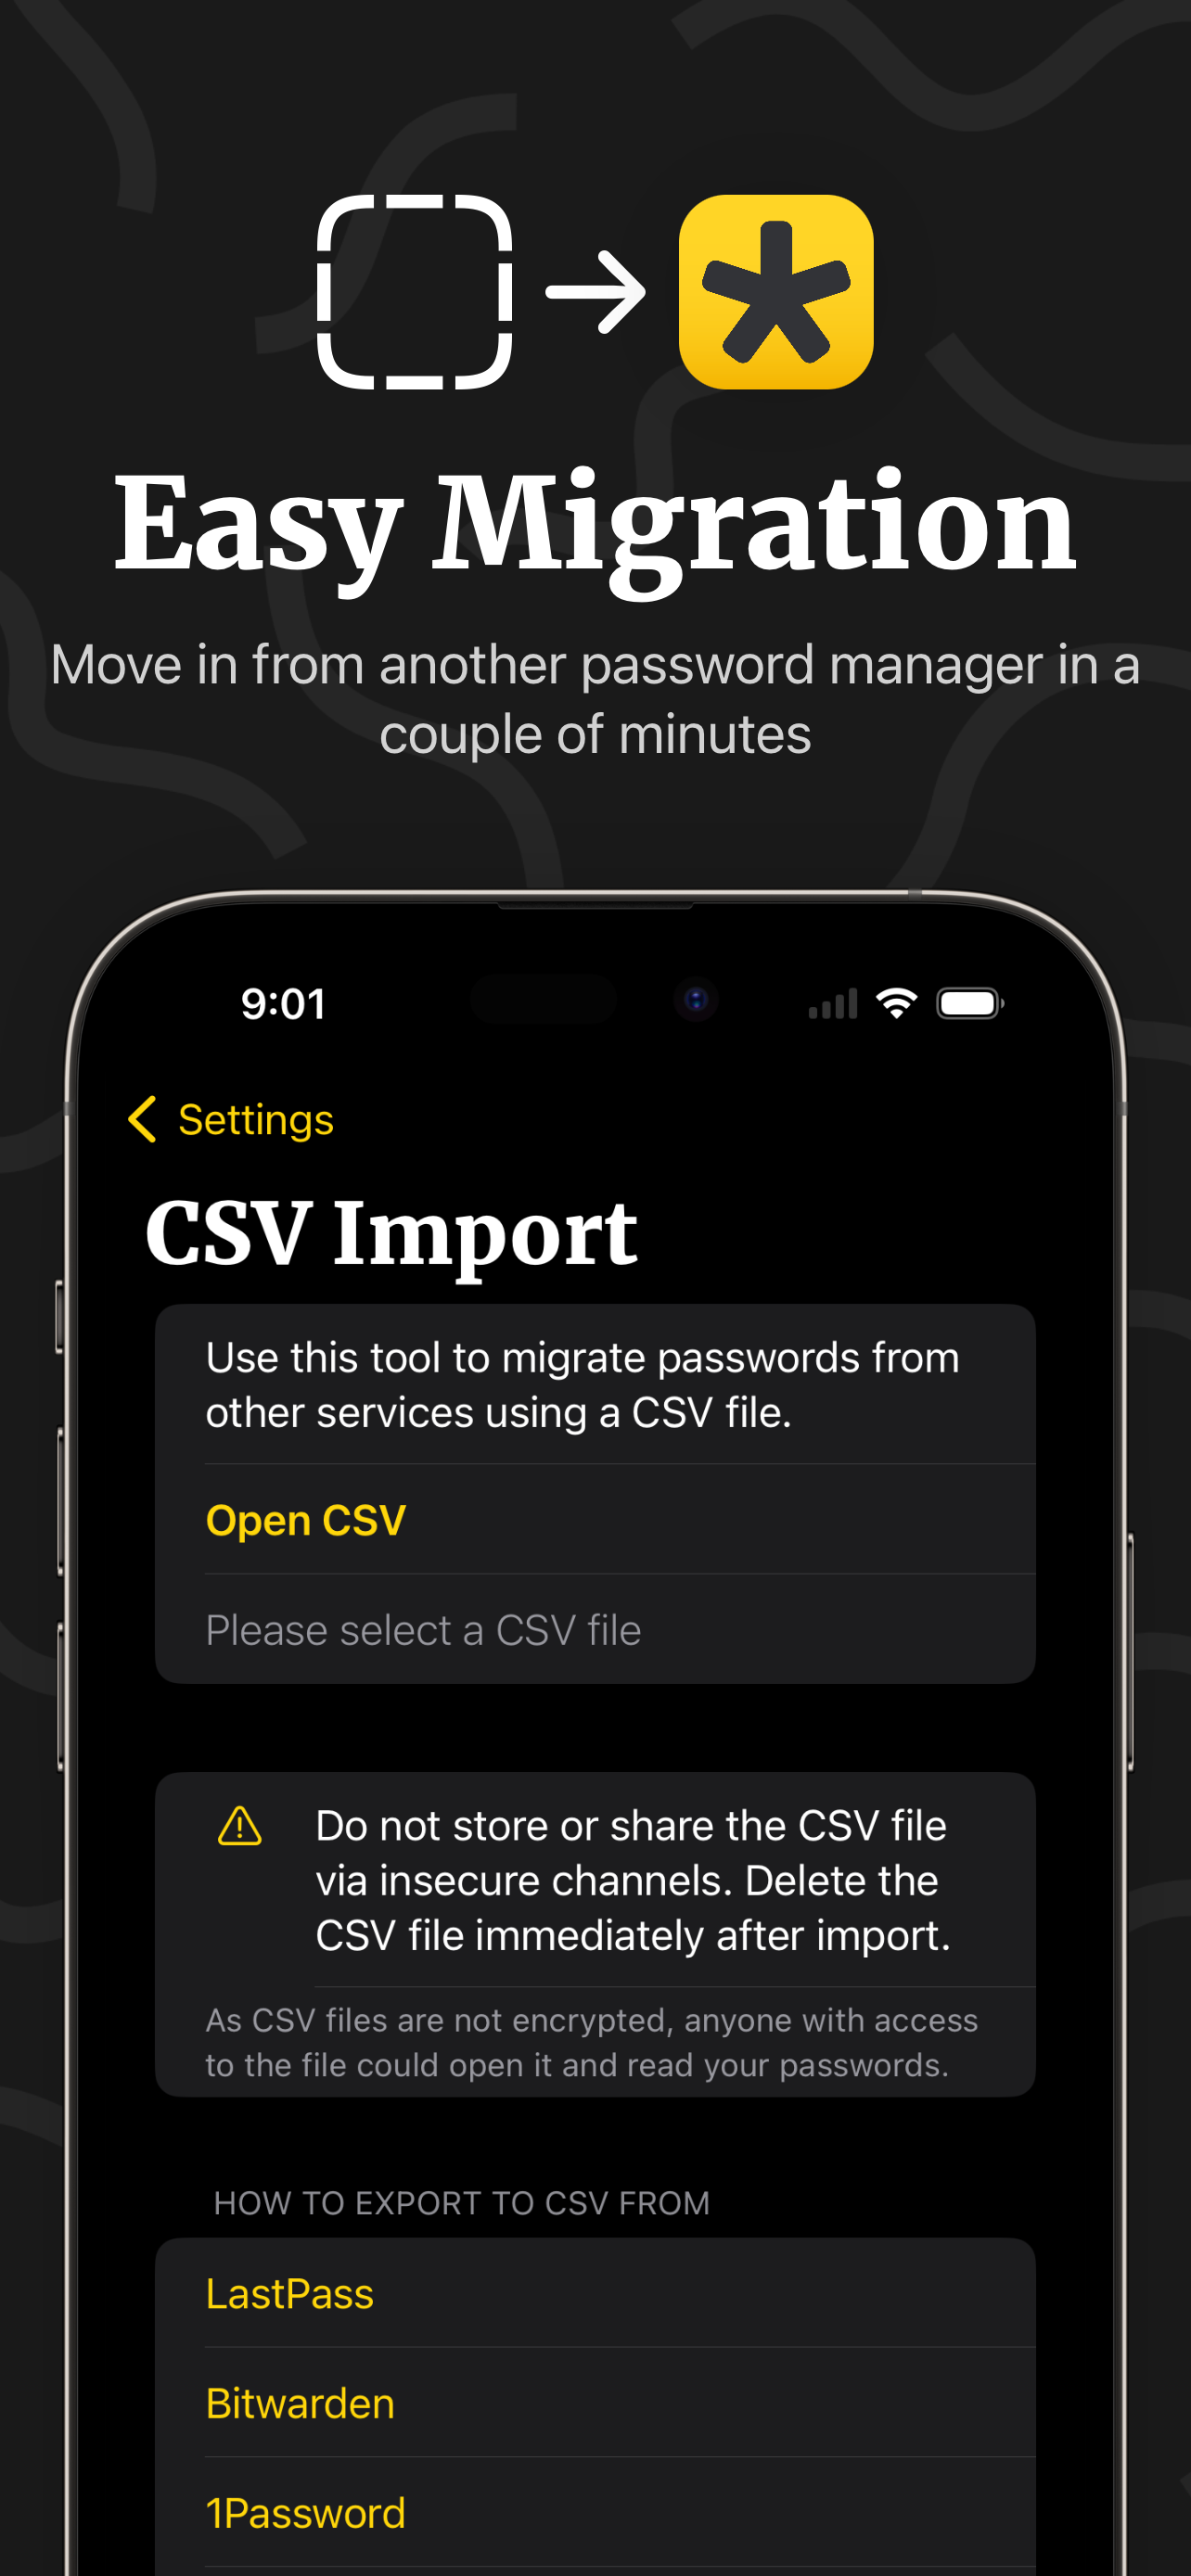 Easy Migration
Move in from another password manager in a
couple of minutes
9:01
Settings
CSV Import
Use this tool to migrate passwords from
other services using a CSV file.
Open CSV
Please select a CSV file
Do not store or share the CSV file
via insecure channels. Delete the
CSV file immediately after import.
As CSV files are not encrypted, anyone with access
to the file could open it and read your passwords.
HOW TO EXPORT TO CSV FROM
LastPass
Bitwarden
1Password